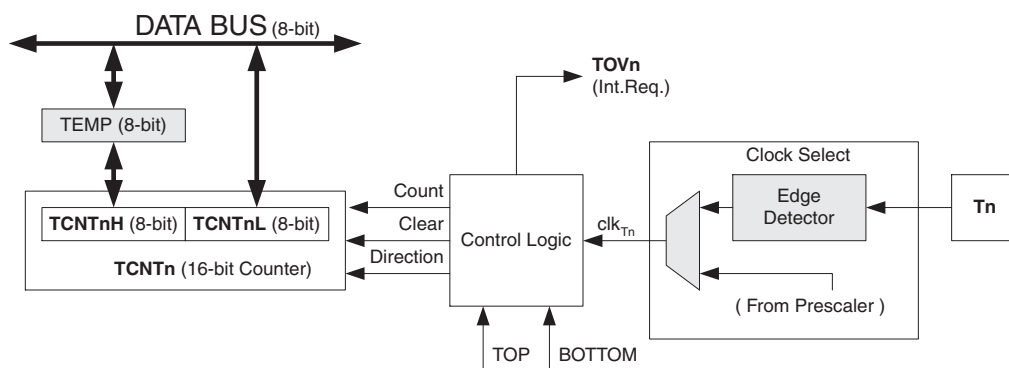 DATA BUS (8-bit)
TOVn
(Int.Req.)
TEMP (8-bit)
Clock Select
Count
Edge
Detector
Tn
TCNTnH (8-bit) TCNTnL (8-bit)
Clear
Control Logic
clkTn
TCNTn (16-bit Counter)
Direction
( From Prescaler )
TOP
BOTTOM